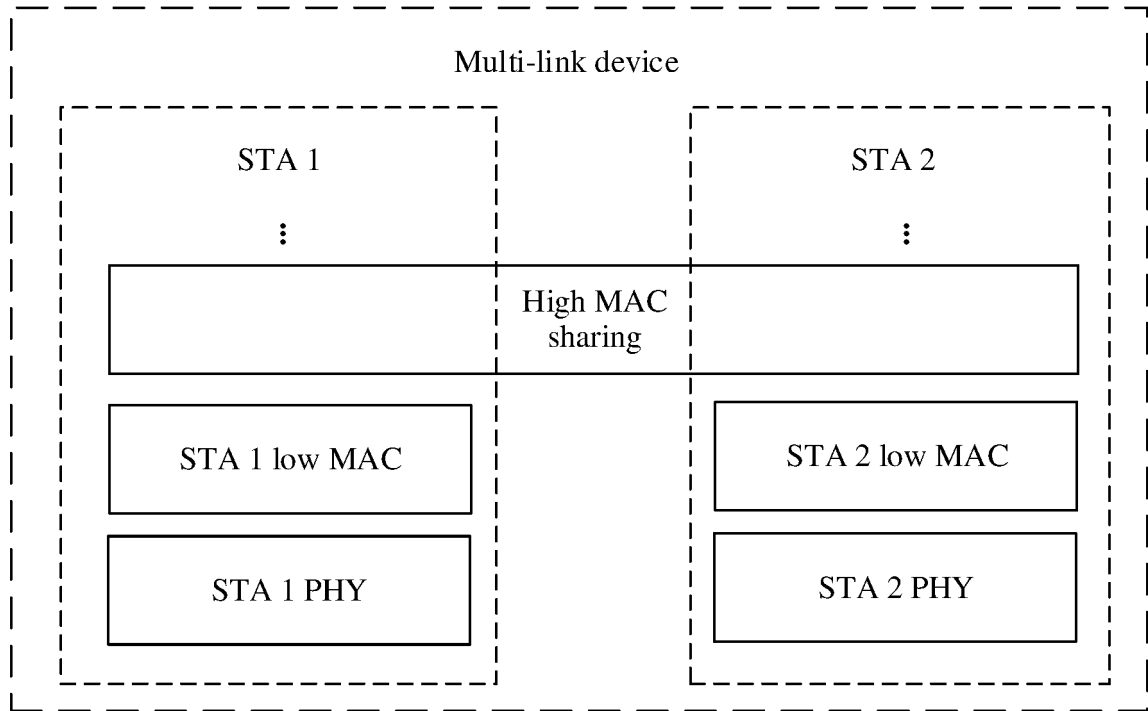 Multi-link device
STA 1
STA 2
High MAC
sharing
STA 1 low MAC
STA 2 low MAC
STA 1 PHY
STA 2 PHY